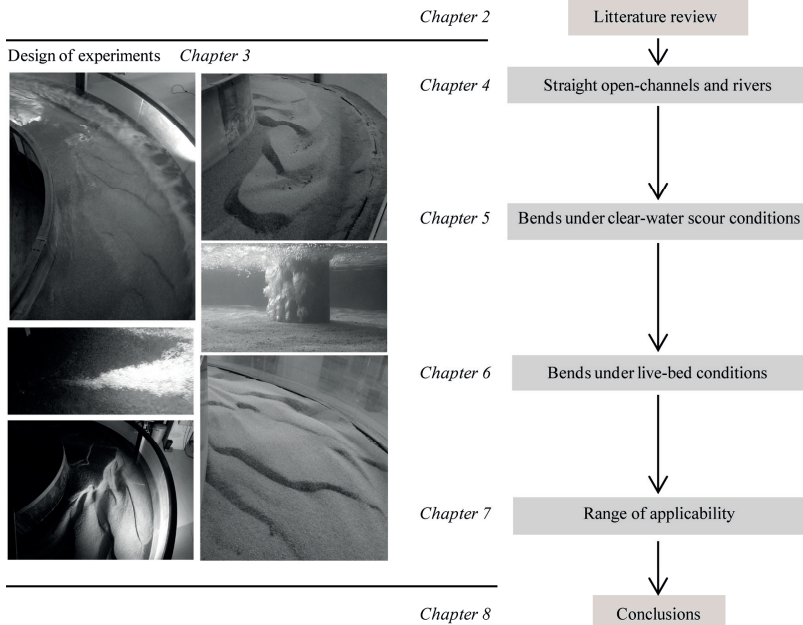 Chapter 2 Litterature review
Design of experiments Chapter 3
Chapter 4 Straight open-channels and rivers
Chapter 5 Bends under clear-water scour conditions
Chapter 6 Bends under live-bed conditions
Chapter 7 Range of applicability
Chapter 8 Conclusions